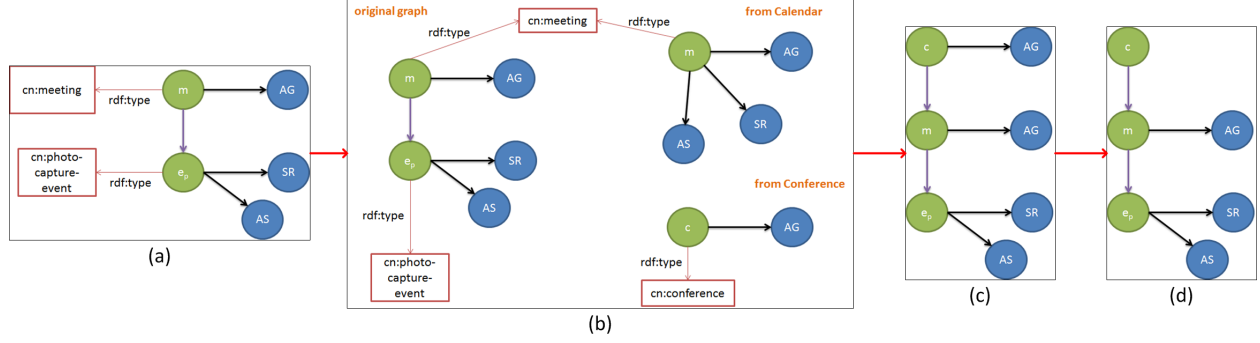 cn:meeting
rdf:type
m
AG
cn:photo-
capture-
event
rdf:type
ep
SR
AS
(a)
original graph
cn:meeting
from Calendar
rdf:type
rdf:type
m
AG
m
AG
ep
SR
AS
AS
SR
rdf:type
cn:photo-
capture-
event
from Conference
c
AG
rdf:type
cn:conference
(b)
c
AG
m
AG
ep
SR
AS
(c)
c
m
AG
ep
SR
AS
(d)